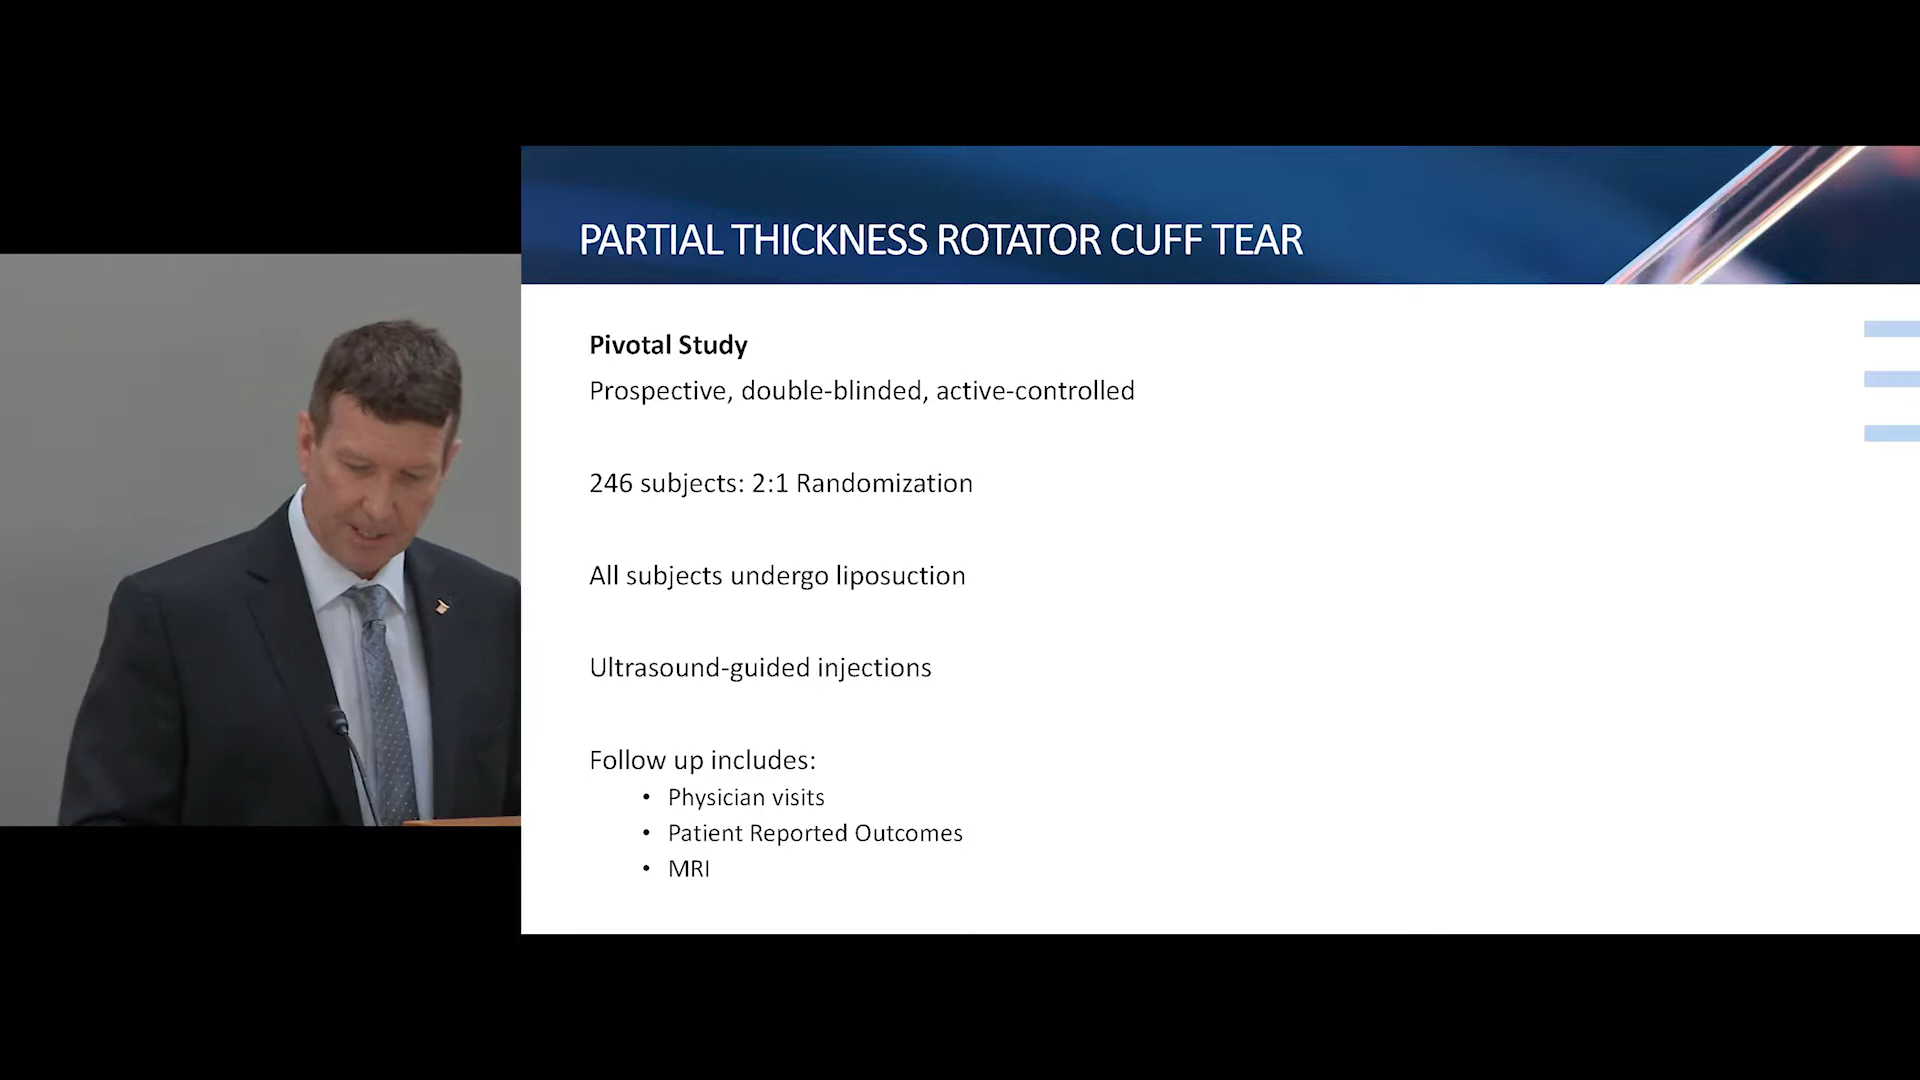 PARTIAL THICKNESS ROTATOR CUFF TEAR
Pivotal Study
Prospective, double-blinded, active-controlled
246 subjects: 2:1 Randomization
All subjects undergo liposuction
Ultrasound-guided injections
Follow up includes:
• Physician visits
• Patient Reported Outcomes
• MRI